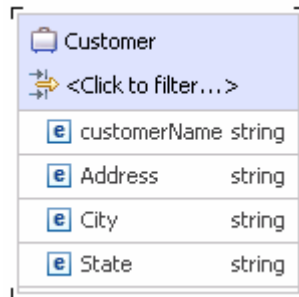 Customer
<Click to filter...>
e customerName string
e Address string
e City string
e State string